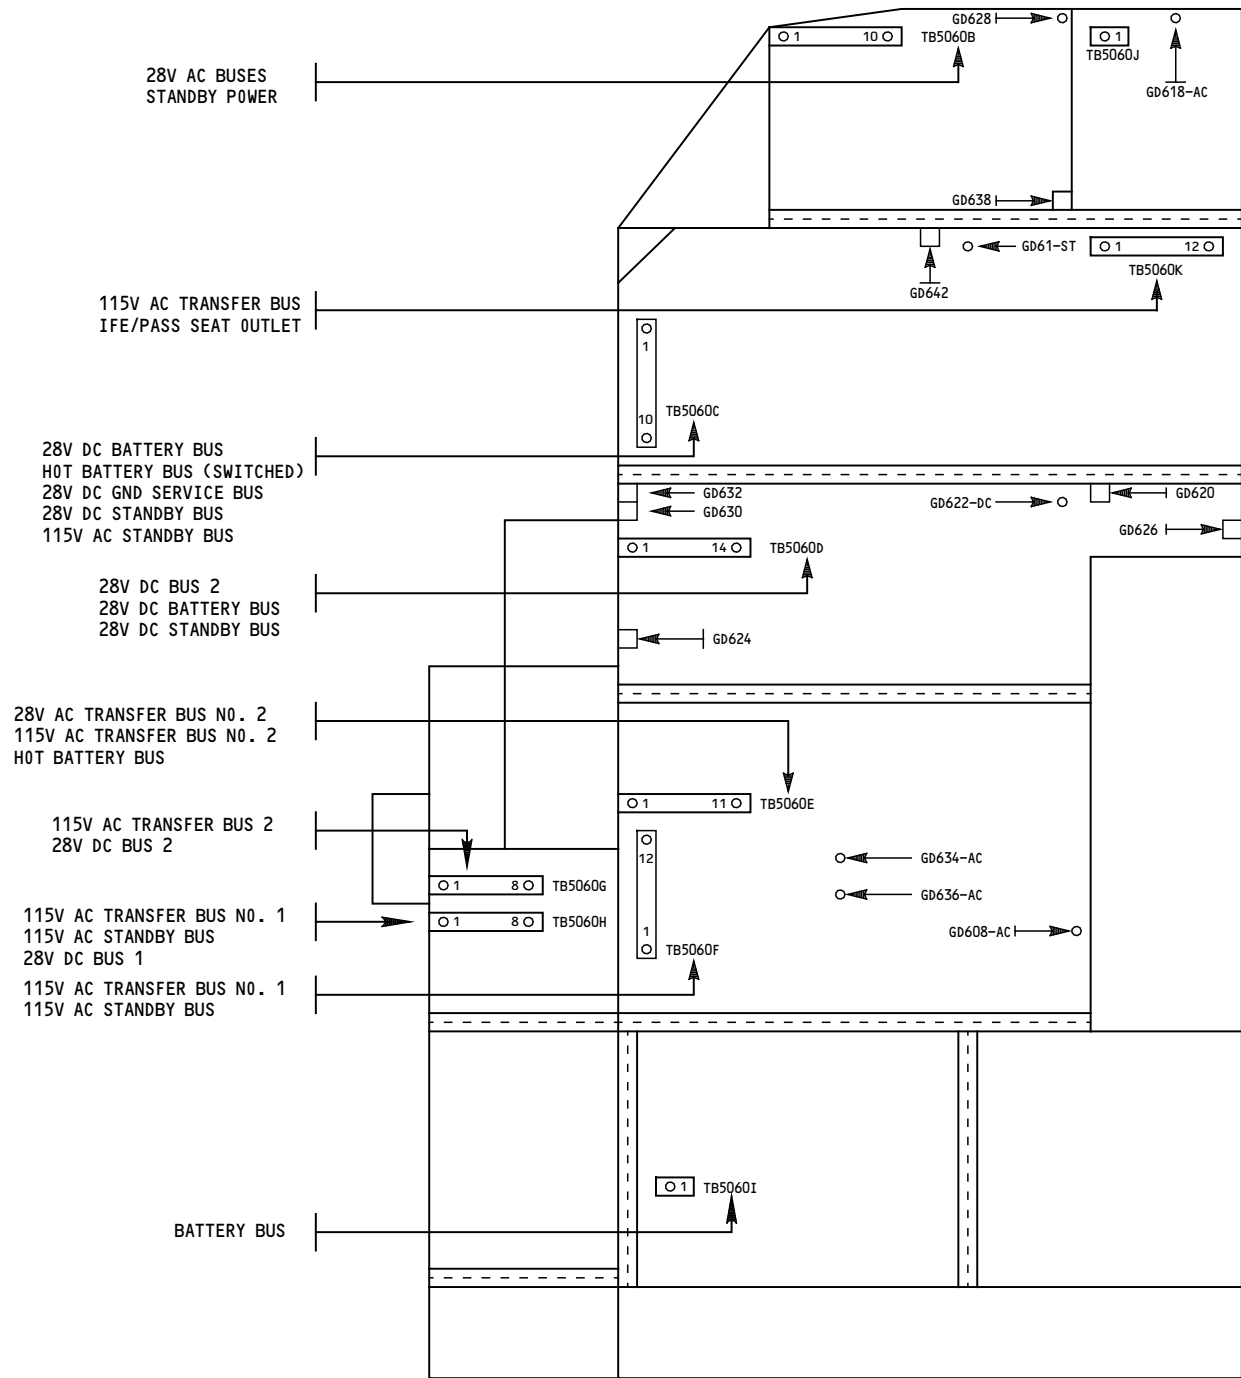 GD628
1 10 TB5060B
1
TB5060J
28V AC BUSES
STANDBY POWER
GD618-AC
GD638
GD61-ST
1 12
TB5060K
GD642
115V AC TRANSFER BUS
IFE/PASS SEAT OUTLET
1
10
TB5060C
28V DC BATTERY BUS
HOT BATTERY BUS (SWITCHED)
28V DC GND SERVICE BUS
28V DC STANDBY BUS
115V AC STANDBY BUS
GD632
GD630
GD622-DC
GD620
GD626
1 14 TB5060D
28V DC BUS 2
28V DC BATTERY BUS
28V DC STANDBY BUS
GD624
28V AC TRANSFER BUS NO. 2
115V AC TRANSFER BUS NO. 2
HOT BATTERY BUS
1 11 TB5060E
115V AC TRANSFER BUS 2
28V DC BUS 2
12
1
TB5060F
GD634-AC
GD636-AC
GD608-AC
1 8 TB5060G
1 8 TB5060H
115V AC TRANSFER BUS NO. 1
115V AC STANDBY BUS
28V DC BUS 1
115V AC TRANSFER BUS NO. 1
115V AC STANDBY BUS
1 TB5060I
BATTERY BUS